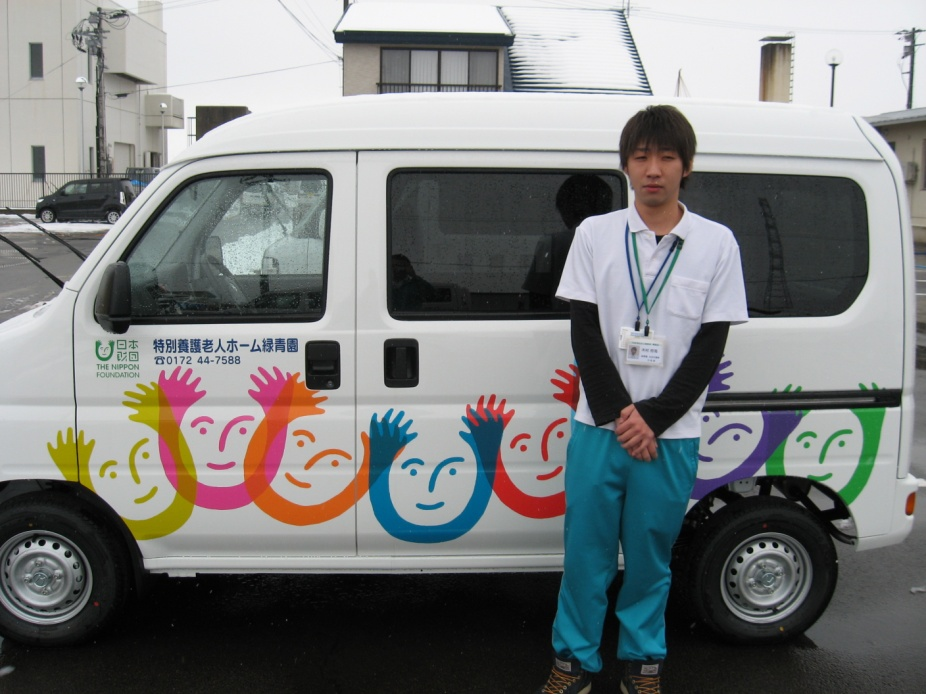 日本
財団
THE NIPPON
FOUNDATION
特別養護老人ホーム緑青園
☎0172 44-7588